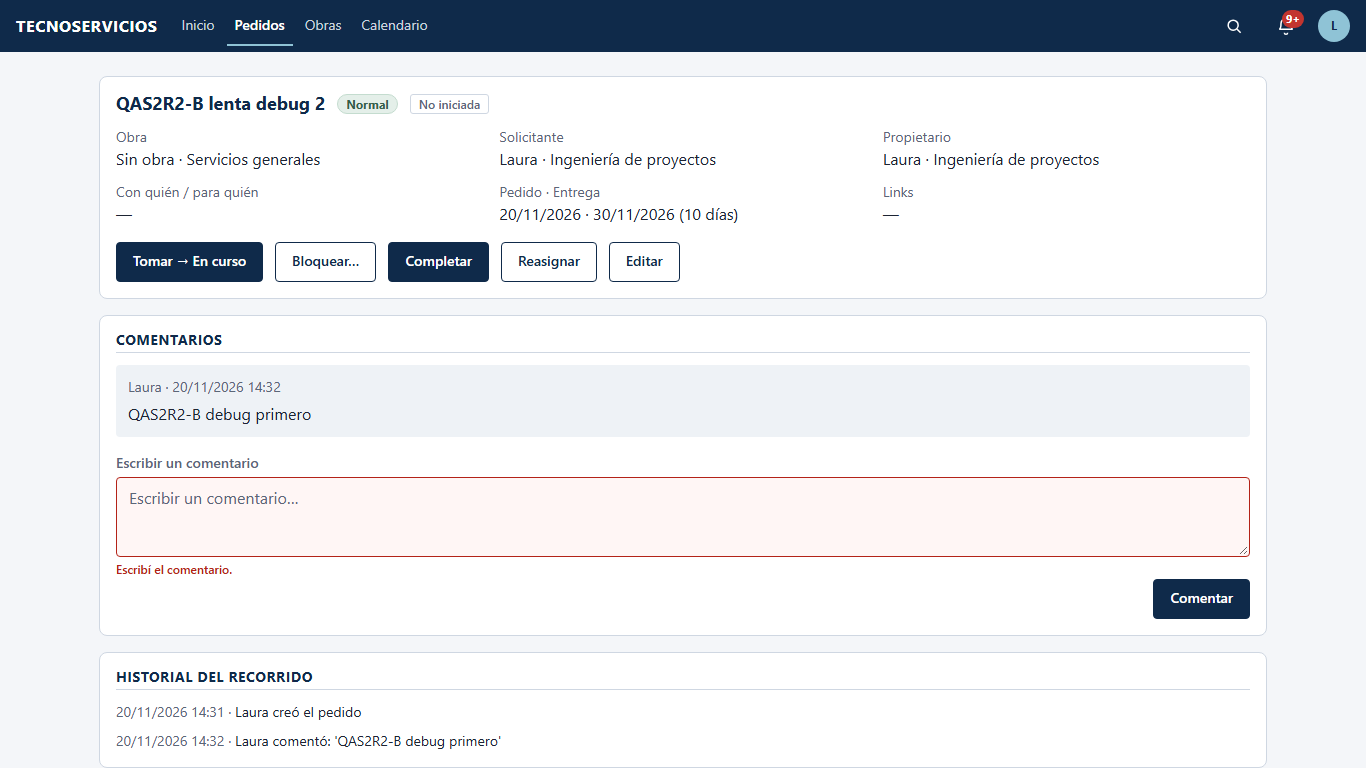 TECNOSERVICIOS Inicio Pedidos Obras Calendario 9+ L
QAS2R2-B lenta debug 2 Normal No iniciada
Obra Solicitante Propietario
Sin obra · Servicios generales Laura · Ingeniería de proyectos Laura · Ingeniería de proyectos
Con quién / para quién Pedido · Entrega Links
— 20/11/2026 · 30/11/2026 (10 días) —
Tomar → En curso Bloquear... Completar Reasignar Editar
COMENTARIOS
Laura · 20/11/2026 14:32
QAS2R2-B debug primero
Escribir un comentario
Escribir un comentario...
Escribí el comentario.
Comentar
HISTORIAL DEL RECORRIDO
20/11/2026 14:31 · Laura creó el pedido
20/11/2026 14:32 · Laura comentó: 'QAS2R2-B debug primero'